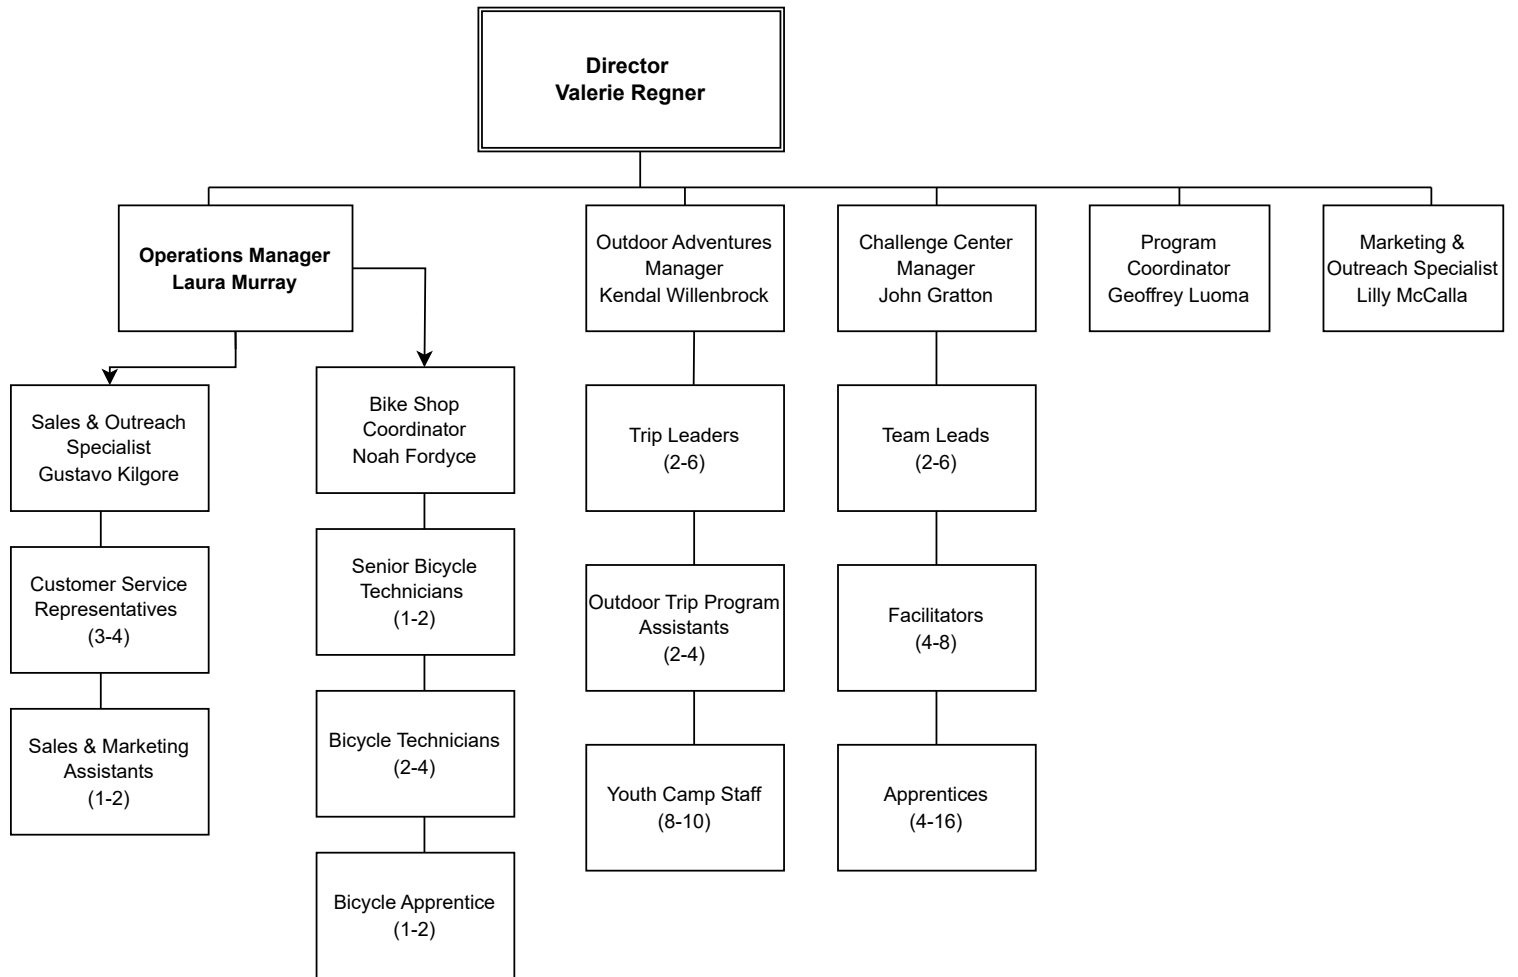 Director
Valerie Regner
Operations Manager
Laura Murray
Outdoor Adventures
Manager
Kendal Willenbrock
Challenge Center
Manager
John Gratton
Program
Coordinator
Geoffrey Luoma
Marketing &
Outreach Specialist
Lilly McCalla
Sales & Outreach
Specialist
Gustavo Kilgore
Bike Shop
Coordinator
Noah Fordyce
Trip Leaders
(2-6)
Team Leads
(2-6)
Customer Service
Representatives
(3-4)
Senior Bicycle
Technicians
(1-2)
Outdoor Trip Program
Assistants
(2-4)
Facilitators
(4-8)
Sales & Marketing
Assistants
(1-2)
Bicycle Technicians
(2-4)
Youth Camp Staff
(8-10)
Apprentices
(4-16)
Bicycle Apprentice
(1-2)